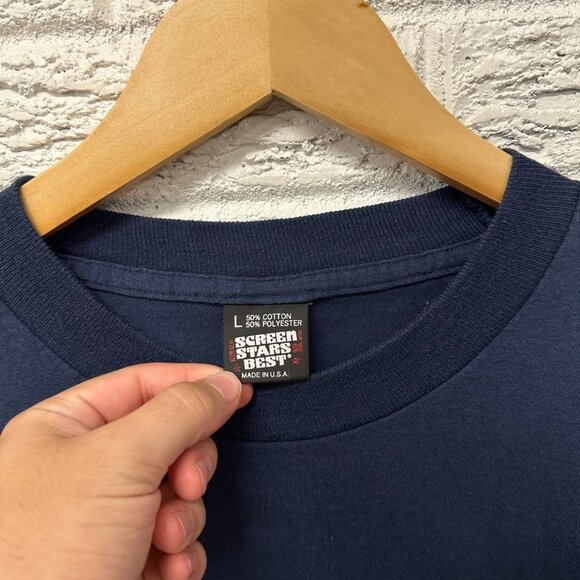 L 50% COTTON
50% POLYESTER
SCREEN
STARS
BEST®
MADE IN U.S.A.